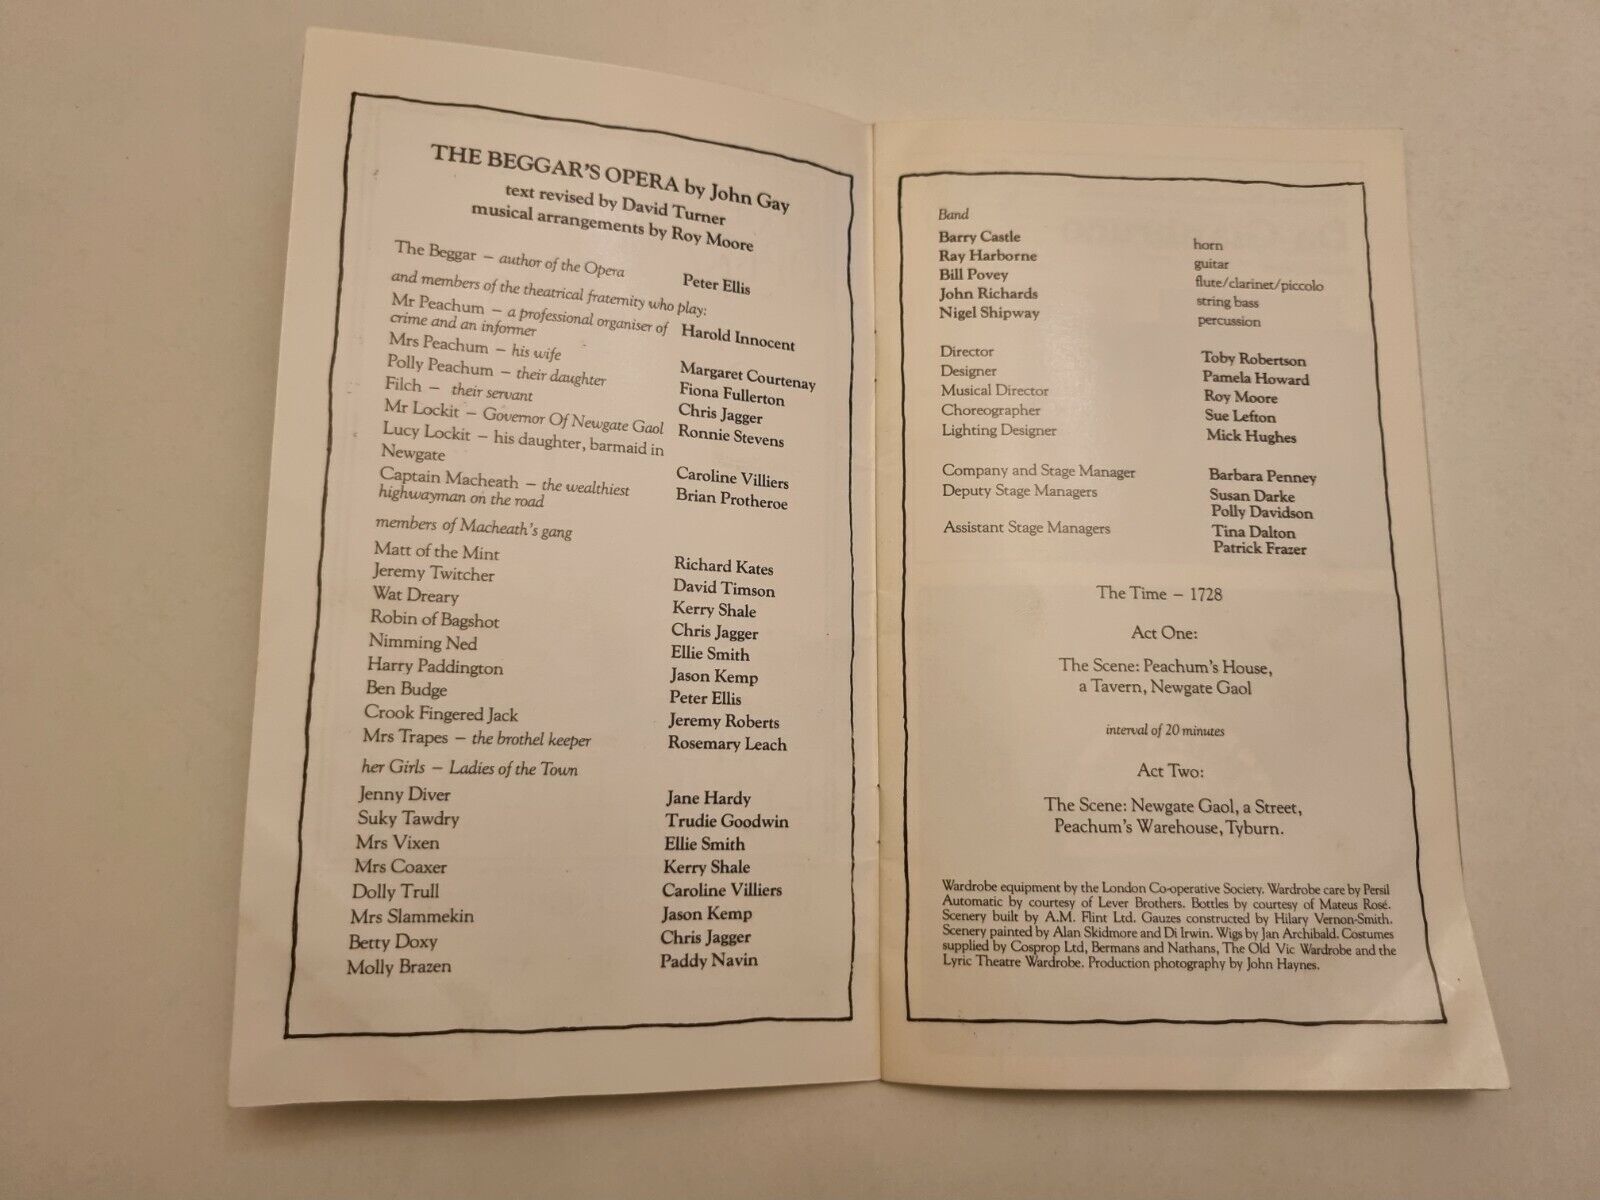 THE BEGGAR'S OPERA by John Gay
text revised by David Turner
musical arrangements by Roy Moore
The Beggar – author of the Opera Peter Ellis
and members of the theatrical fraternity who play:
Mr Peachum – a professional organiser of Harold Innocent
crime and an informer
Mrs Peachum – his wife Margaret Courtenay
Polly Peachum – their daughter Fiona Fullerton
Filch – their servant Chris Jagger
Mr Lockit – Governor Of Newgate Gaol Ronnie Stevens
Lucy Lockit – his daughter, barmaid in
Newgate Caroline Villiers
Captain Macheath – the wealthiest Brian Protheroe
highwayman on the road
members of Macheath's gang
Matt of the Mint Richard Kates
Jeremy Twitcher David Timson
Wat Dreary Kerry Shale
Robin of Bagshot Chris Jagger
Nimming Ned Ellie Smith
Harry Paddington Jason Kemp
Ben Budge Peter Ellis
Crook Fingered Jack Jeremy Roberts
Mrs Trapes – the brothel keeper Rosemary Leach
her Girls – Ladies of the Town
Jenny Diver Jane Hardy
Suky Tawdry Trudie Goodwin
Mrs Vixen Ellie Smith
Mrs Coaxer Kerry Shale
Dolly Trull Caroline Villiers
Mrs Slammekin Jason Kemp
Betty Doxy Chris Jagger
Molly Brazen Paddy Navin
Band
Barry Castle horn
Ray Harborne guitar
Bill Povey flute/clarinet/piccolo
John Richards string bass
Nigel Shipway percussion
Director Toby Robertson
Designer Pamela Howard
Musical Director Roy Moore
Choreographer Sue Lefton
Lighting Designer Mick Hughes
Company and Stage Manager Barbara Penney
Deputy Stage Managers Susan Darke
Polly Davidson
Assistant Stage Managers Tina Dalton
Patrick Frazer
The Time – 1728
Act One:
The Scene: Peachum's House,
a Tavern, Newgate Gaol
interval of 20 minutes
Act Two:
The Scene: Newgate Gaol, a Street,
Peachum's Warehouse, Tyburn.
Wardrobe equipment by the London Co-operative Society. Wardrobe care by Persil
Automatic by courtesy of Lever Brothers. Bottles by courtesy of Mateus Rosé.
Scenery built by A.M. Flint Ltd. Gauzes constructed by Hilary Vernon-Smith.
Scenery painted by Alan Skidmore and Di Irwin. Wigs by Jan Archibald. Costumes
supplied by Cosprop Ltd, Bermans and Nathans, The Old Vic Wardrobe and the
Lyric Theatre Wardrobe. Production photography by John Haynes.